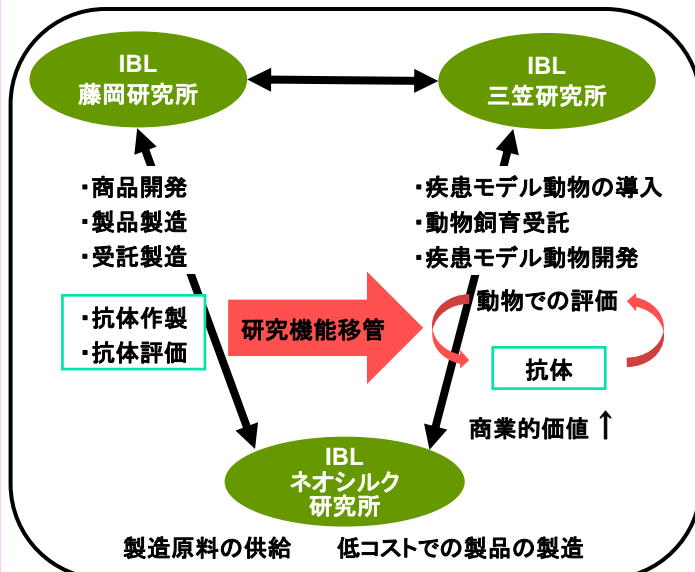 IBL
藤岡研究所
IBL
三笠研究所
・商品開発
・製品製造
・受託製造
・抗体作製
・抗体評価
研究機能移管
・疾患モデル動物の導入
・動物飼育受託
・疾患モデル動物開発
動物での評価
抗体
商業的価値↑
IBL
ネオシルク
研究所
製造原料の供給 低コストでの製品の製造